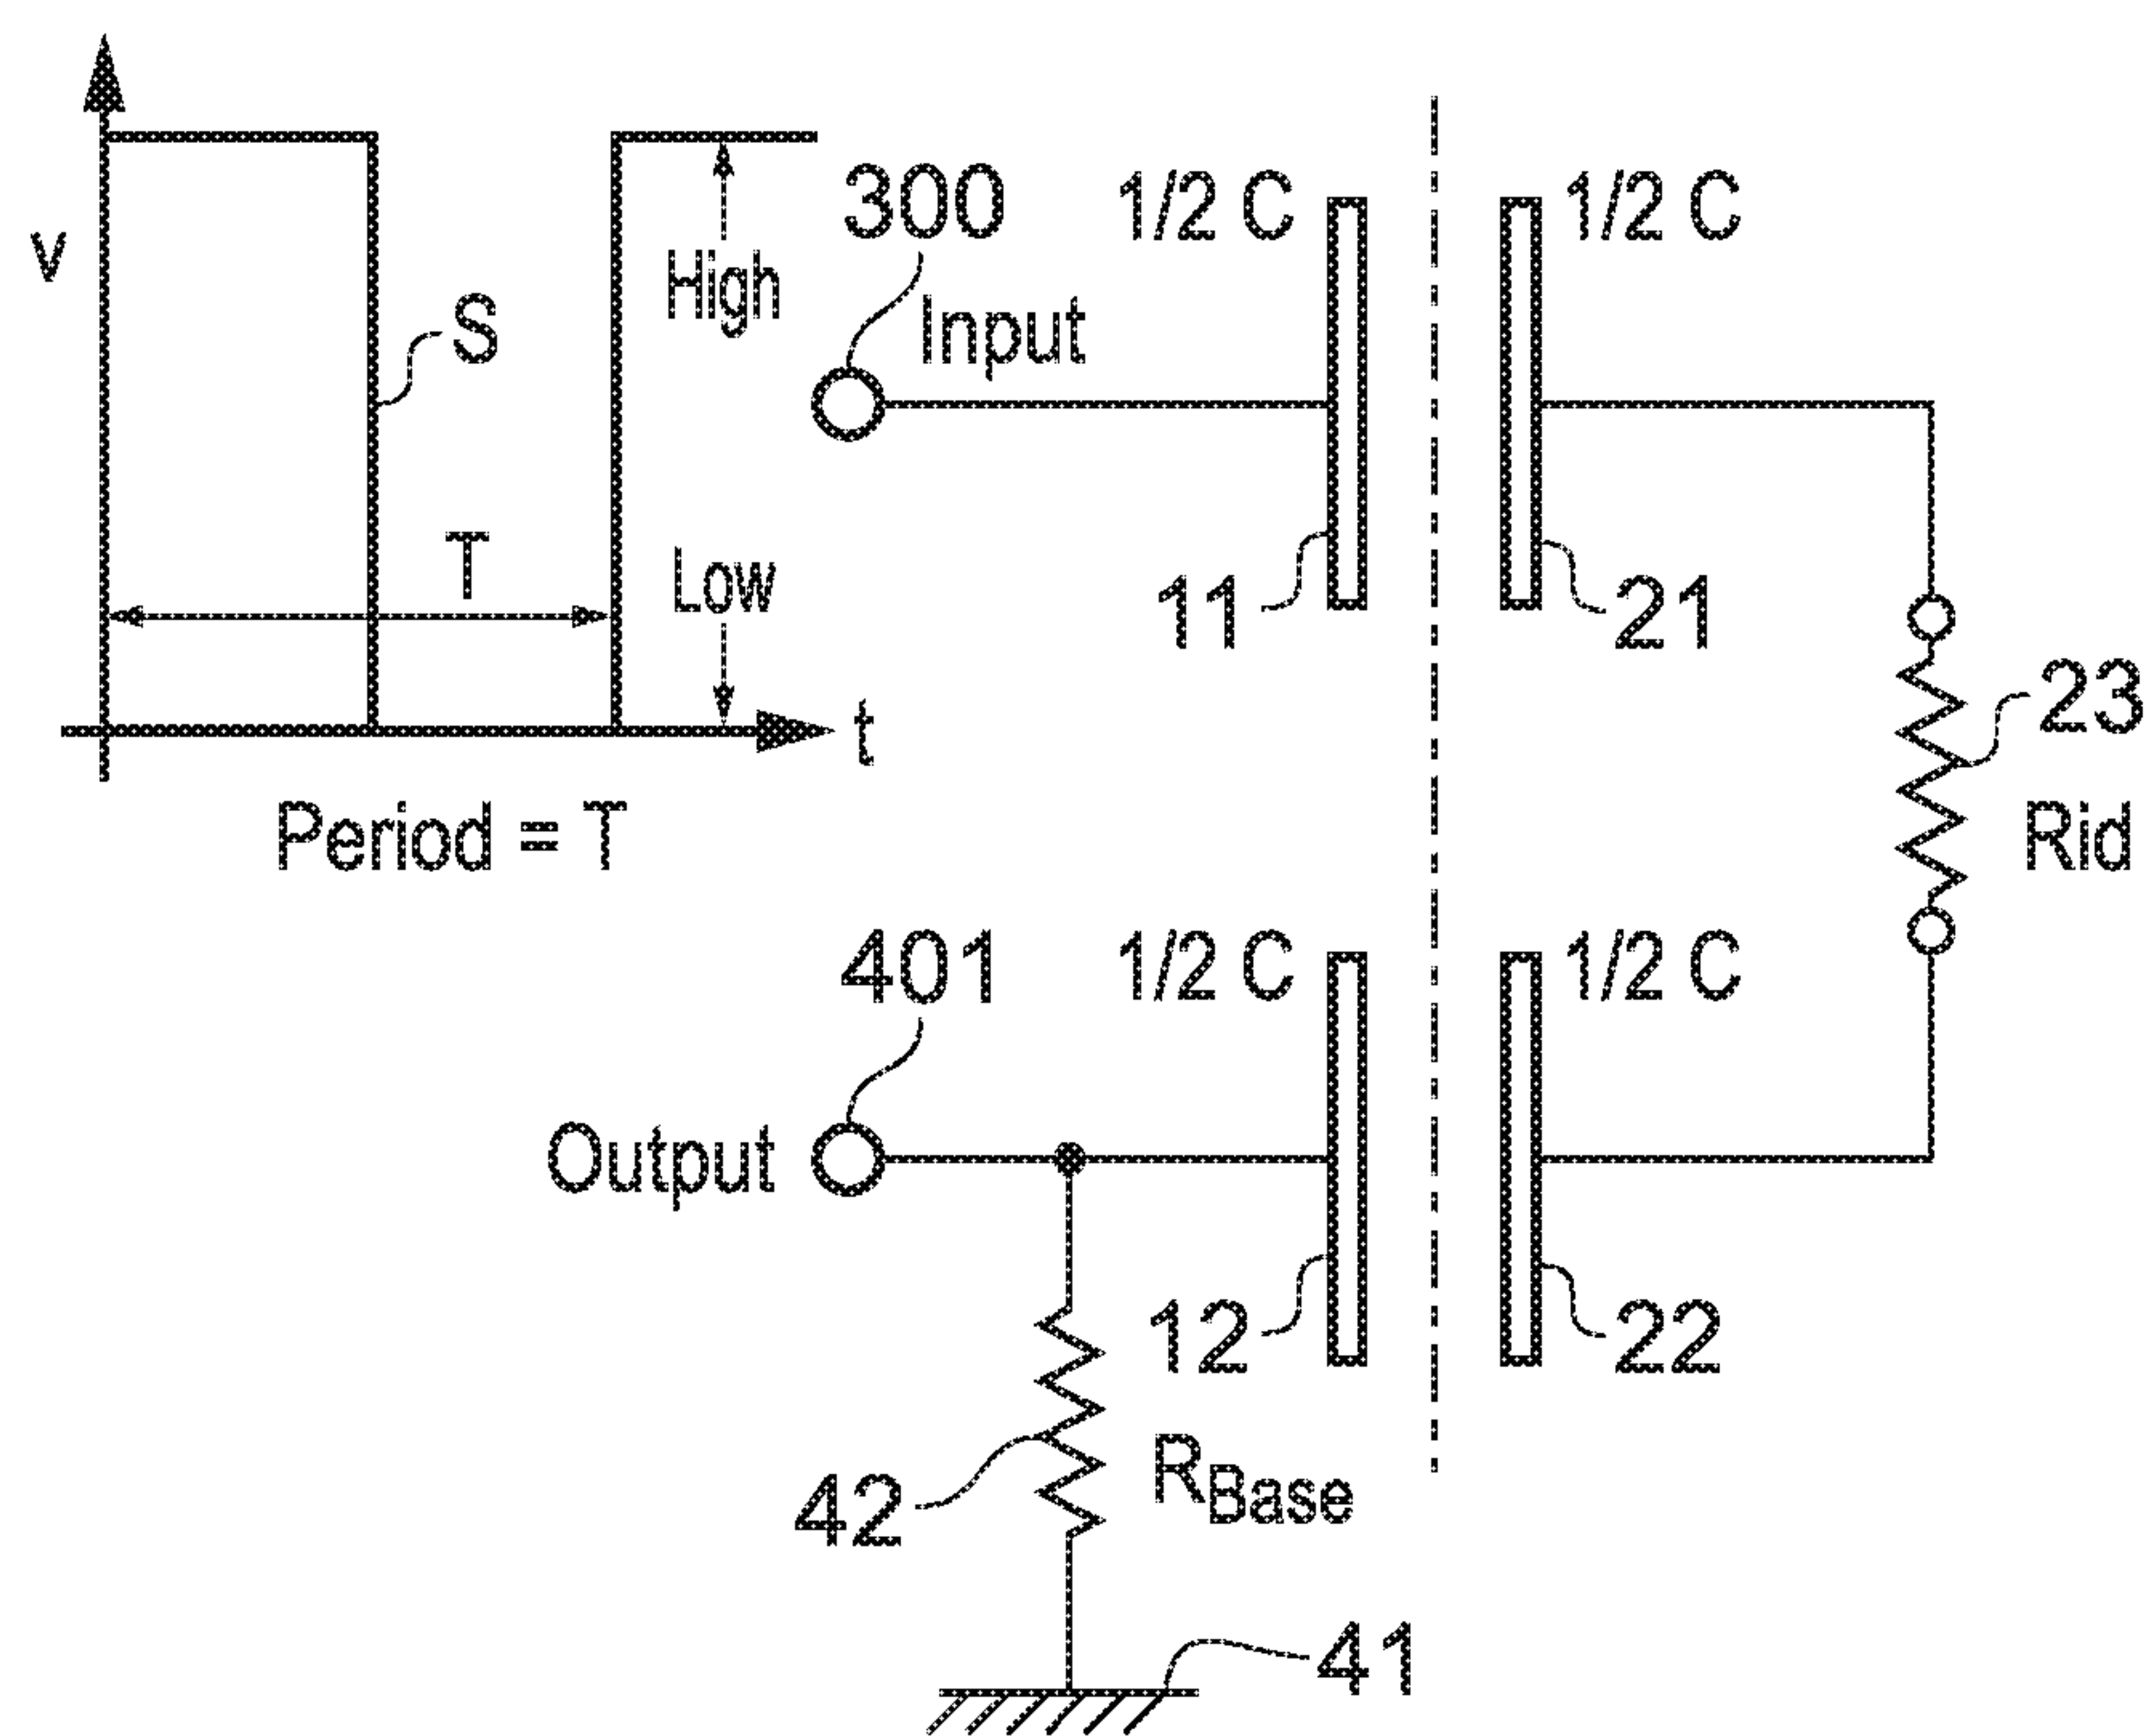 v
S
High
T
Low
t
Period = T
300
Input
1/2 C
1/2 C
11
21
23
Rid
401
1/2 C
1/2 C
Output
12
22
42
RBase
41